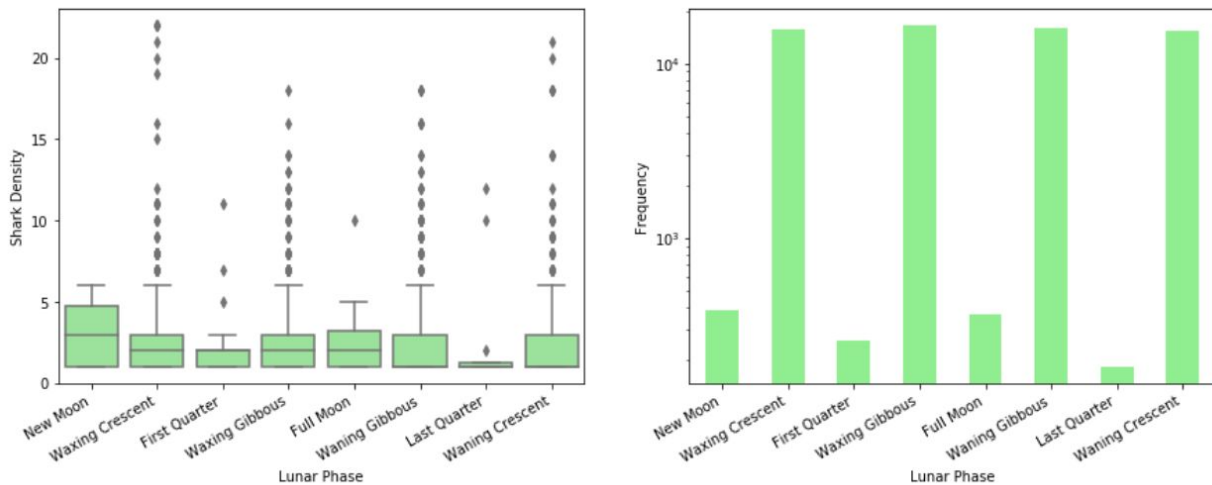 20
15
10
5
0
Shark Density
New Moon
Waxing Crescent
First Quarter
Waxing Gibbous
Full Moon
Waning Gibbous
Last Quarter
Waning Crescent
Lunar Phase
10⁴
10³
Frequency
New Moon
Waxing Crescent
First Quarter
Waxing Gibbous
Full Moon
Waning Gibbous
Last Quarter
Waning Crescent
Lunar Phase